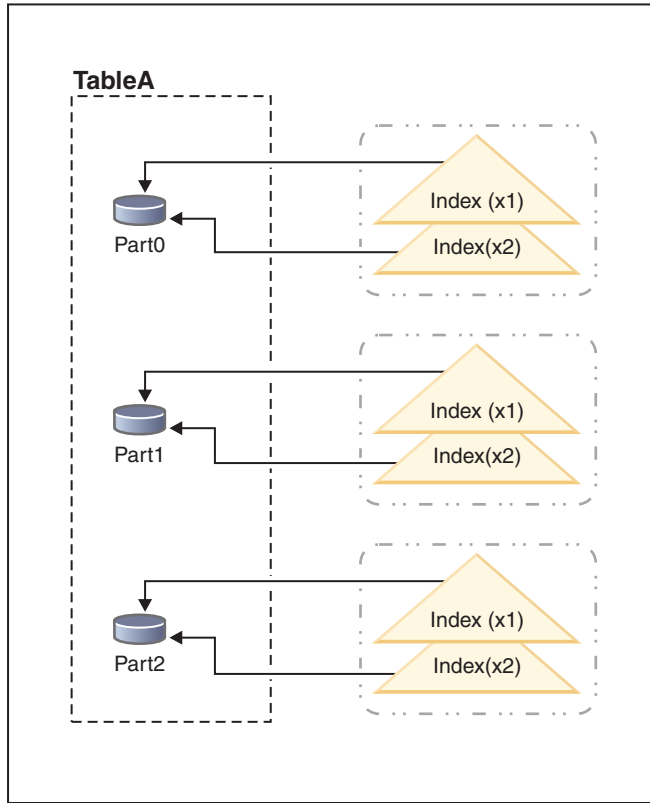 TableA
Index (x1)
Part0
Index(x2)
Index (x1)
Part1
Index(x2)
Index (x1)
Part2
Index(x2)